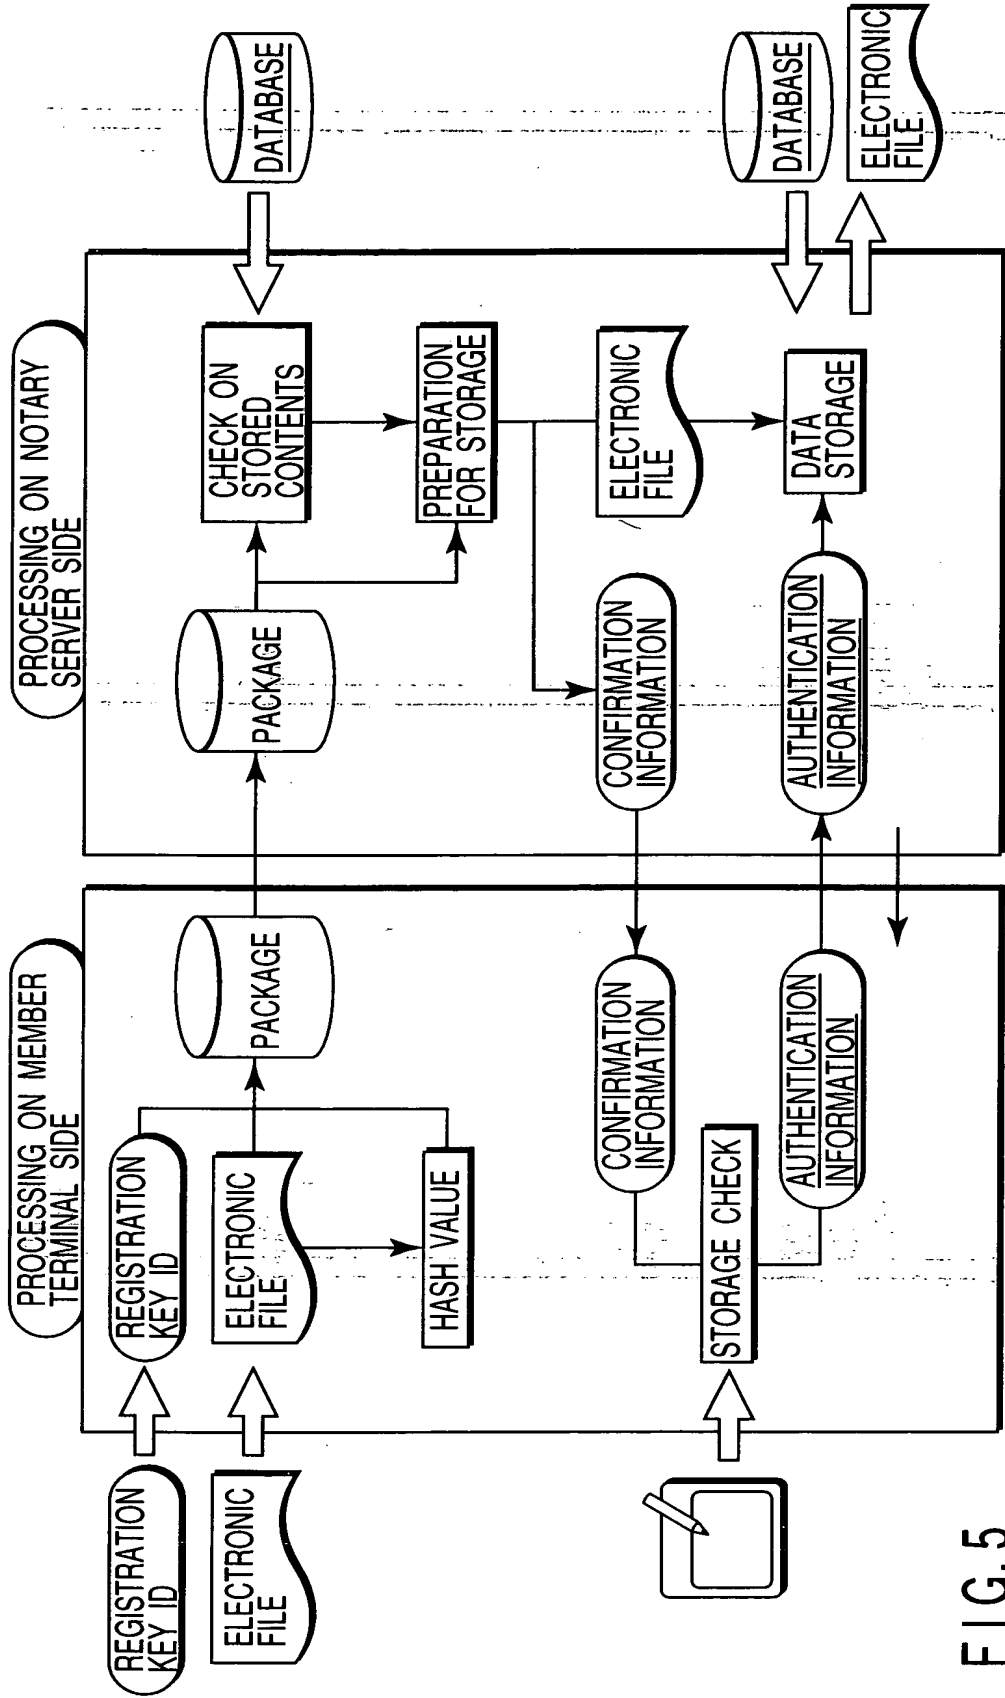 PROCESSING ON MEMBER
TERMINAL SIDE
PROCESSING ON NOTARY
SERVER SIDE
REGISTRATION
KEY ID
REGISTRATION
KEY ID
ELECTRONIC
FILE
ELECTRONIC
FILE
HASH VALUE
PACKAGE
PACKAGE
CHECK ON
STORED
CONTENTS
DATABASE
PREPARATION
FOR STORAGE
CONFIRMATION
INFORMATION
CONFIRMATION
INFORMATION
ELECTRONIC
FILE
STORAGE CHECK
AUTHENTICATION
INFORMATION
AUTHENTICATION
INFORMATION
DATA
STORAGE
DATABASE
ELECTRONIC
FILE
FIG. 5